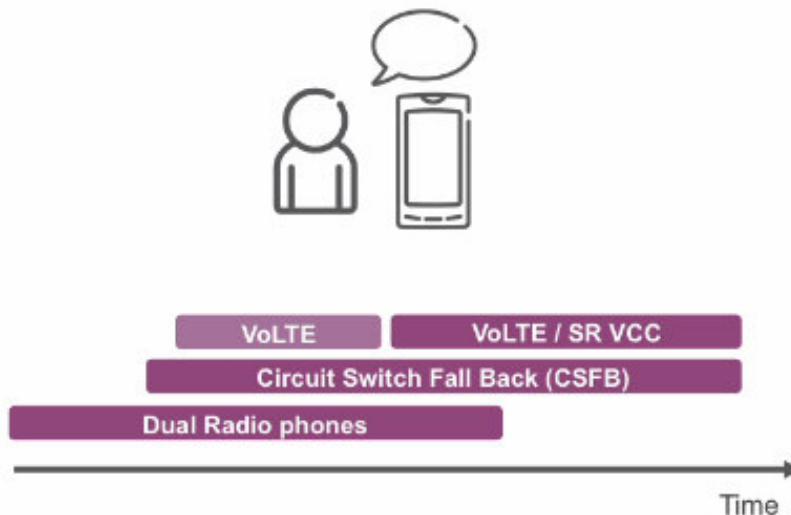 VoLTE
VoLTE / SR VCC
Circuit Switch Fall Back (CSFB)
Dual Radio phones
Time